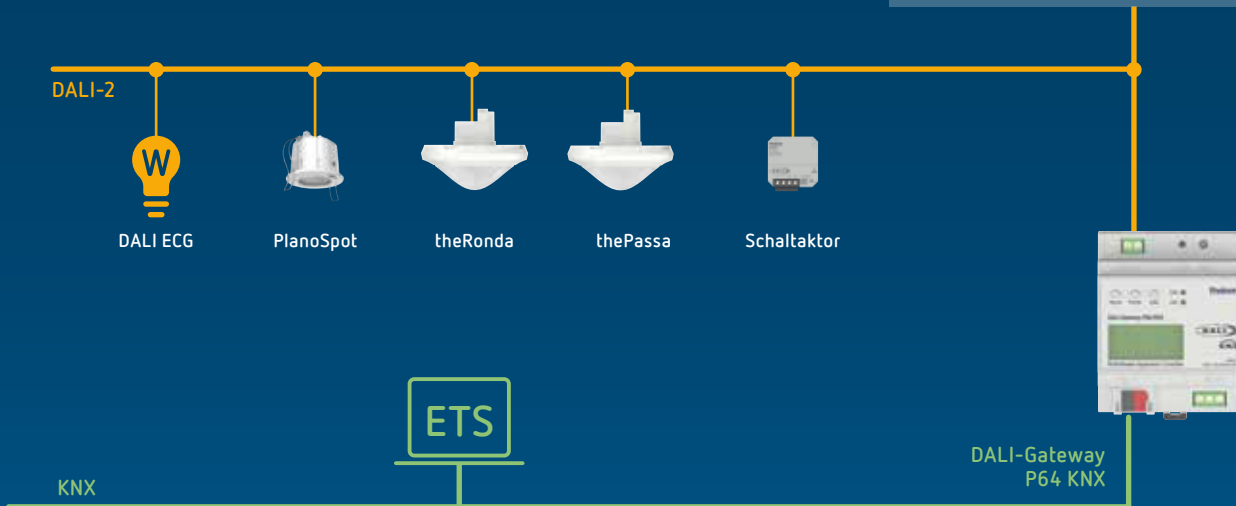 DALI-2
W
DALI ECG
PlanoSpot
theRonda
thePassa
Schaltaktor
ETS
DALI-Gateway
P64 KNX
KNX